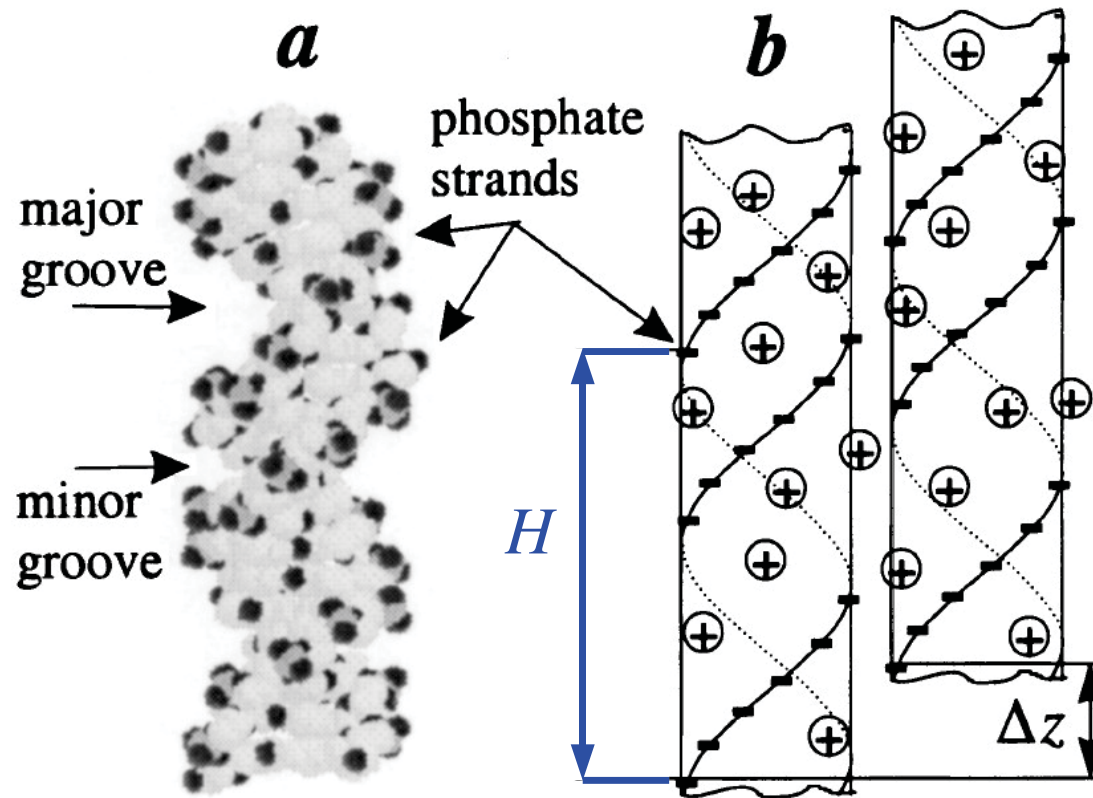 a
b
phosphate
strands
major
groove
minor
groove
H
Δz